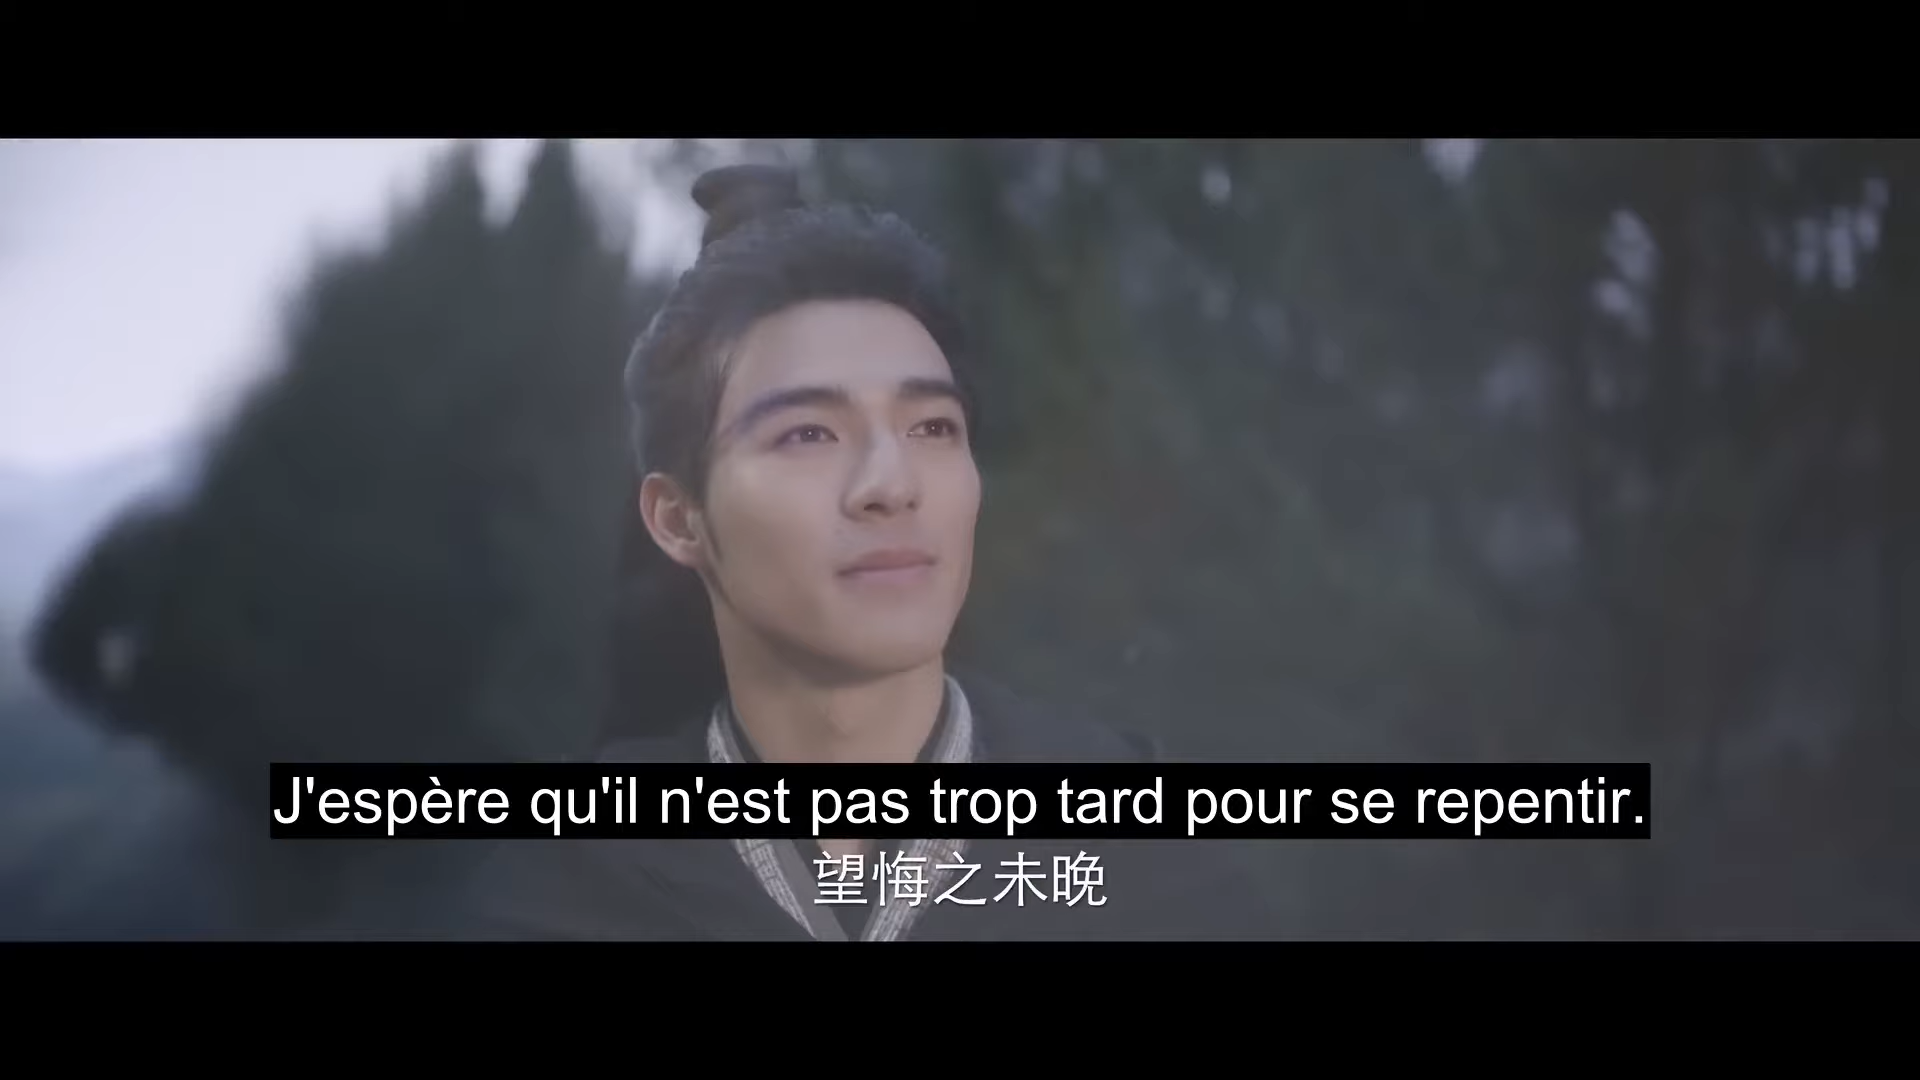 J'espère qu'il n'est pas trop tard pour se repentir.
望悔之未晚